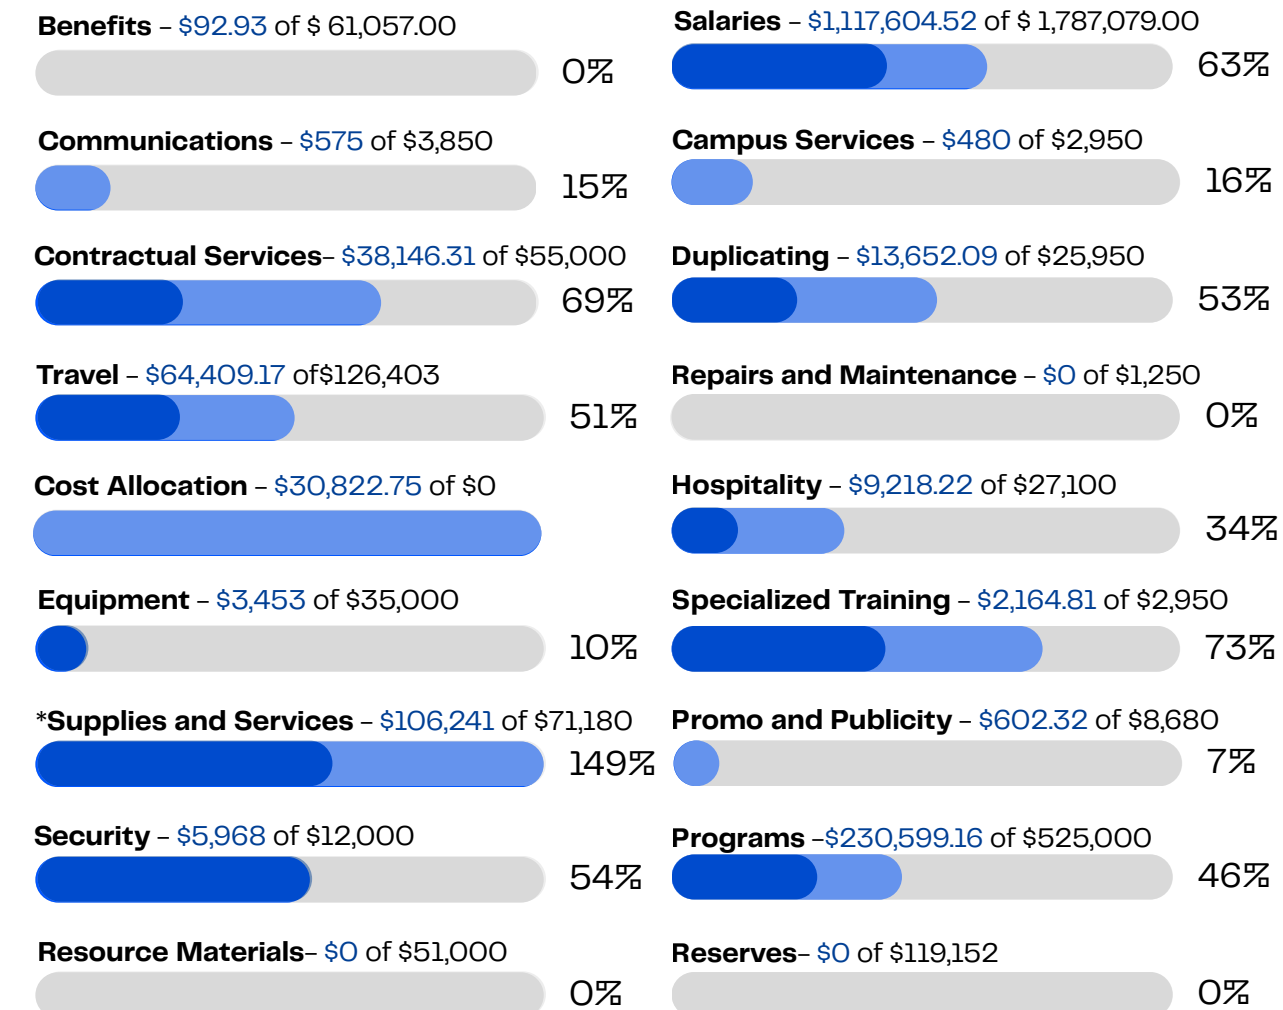 Benefits – $92.93 of $ 61,057.00
0%
Salaries – $1,117,604.52 of $ 1,787,079.00
63%
Communications – $575 of $3,850
15%
Campus Services – $480 of $2,950
16%
Contractual Services– $38,146.31 of $55,000
69%
Duplicating – $13,652.09 of $25,950
53%
Travel – $64,409.17 of$126,403
51%
Repairs and Maintenance – $0 of $1,250
0%
Cost Allocation – $30,822.75 of $0
Hospitality – $9,218.22 of $27,100
34%
Equipment – $3,453 of $35,000
10%
Specialized Training – $2,164.81 of $2,950
73%
*Supplies and Services – $106,241 of $71,180
149%
Promo and Publicity – $602.32 of $8,680
7%
Security – $5,968 of $12,000
54%
Programs –$230,599.16 of $525,000
46%
Resource Materials– $0 of $51,000
0%
Reserves– $0 of $119,152
0%